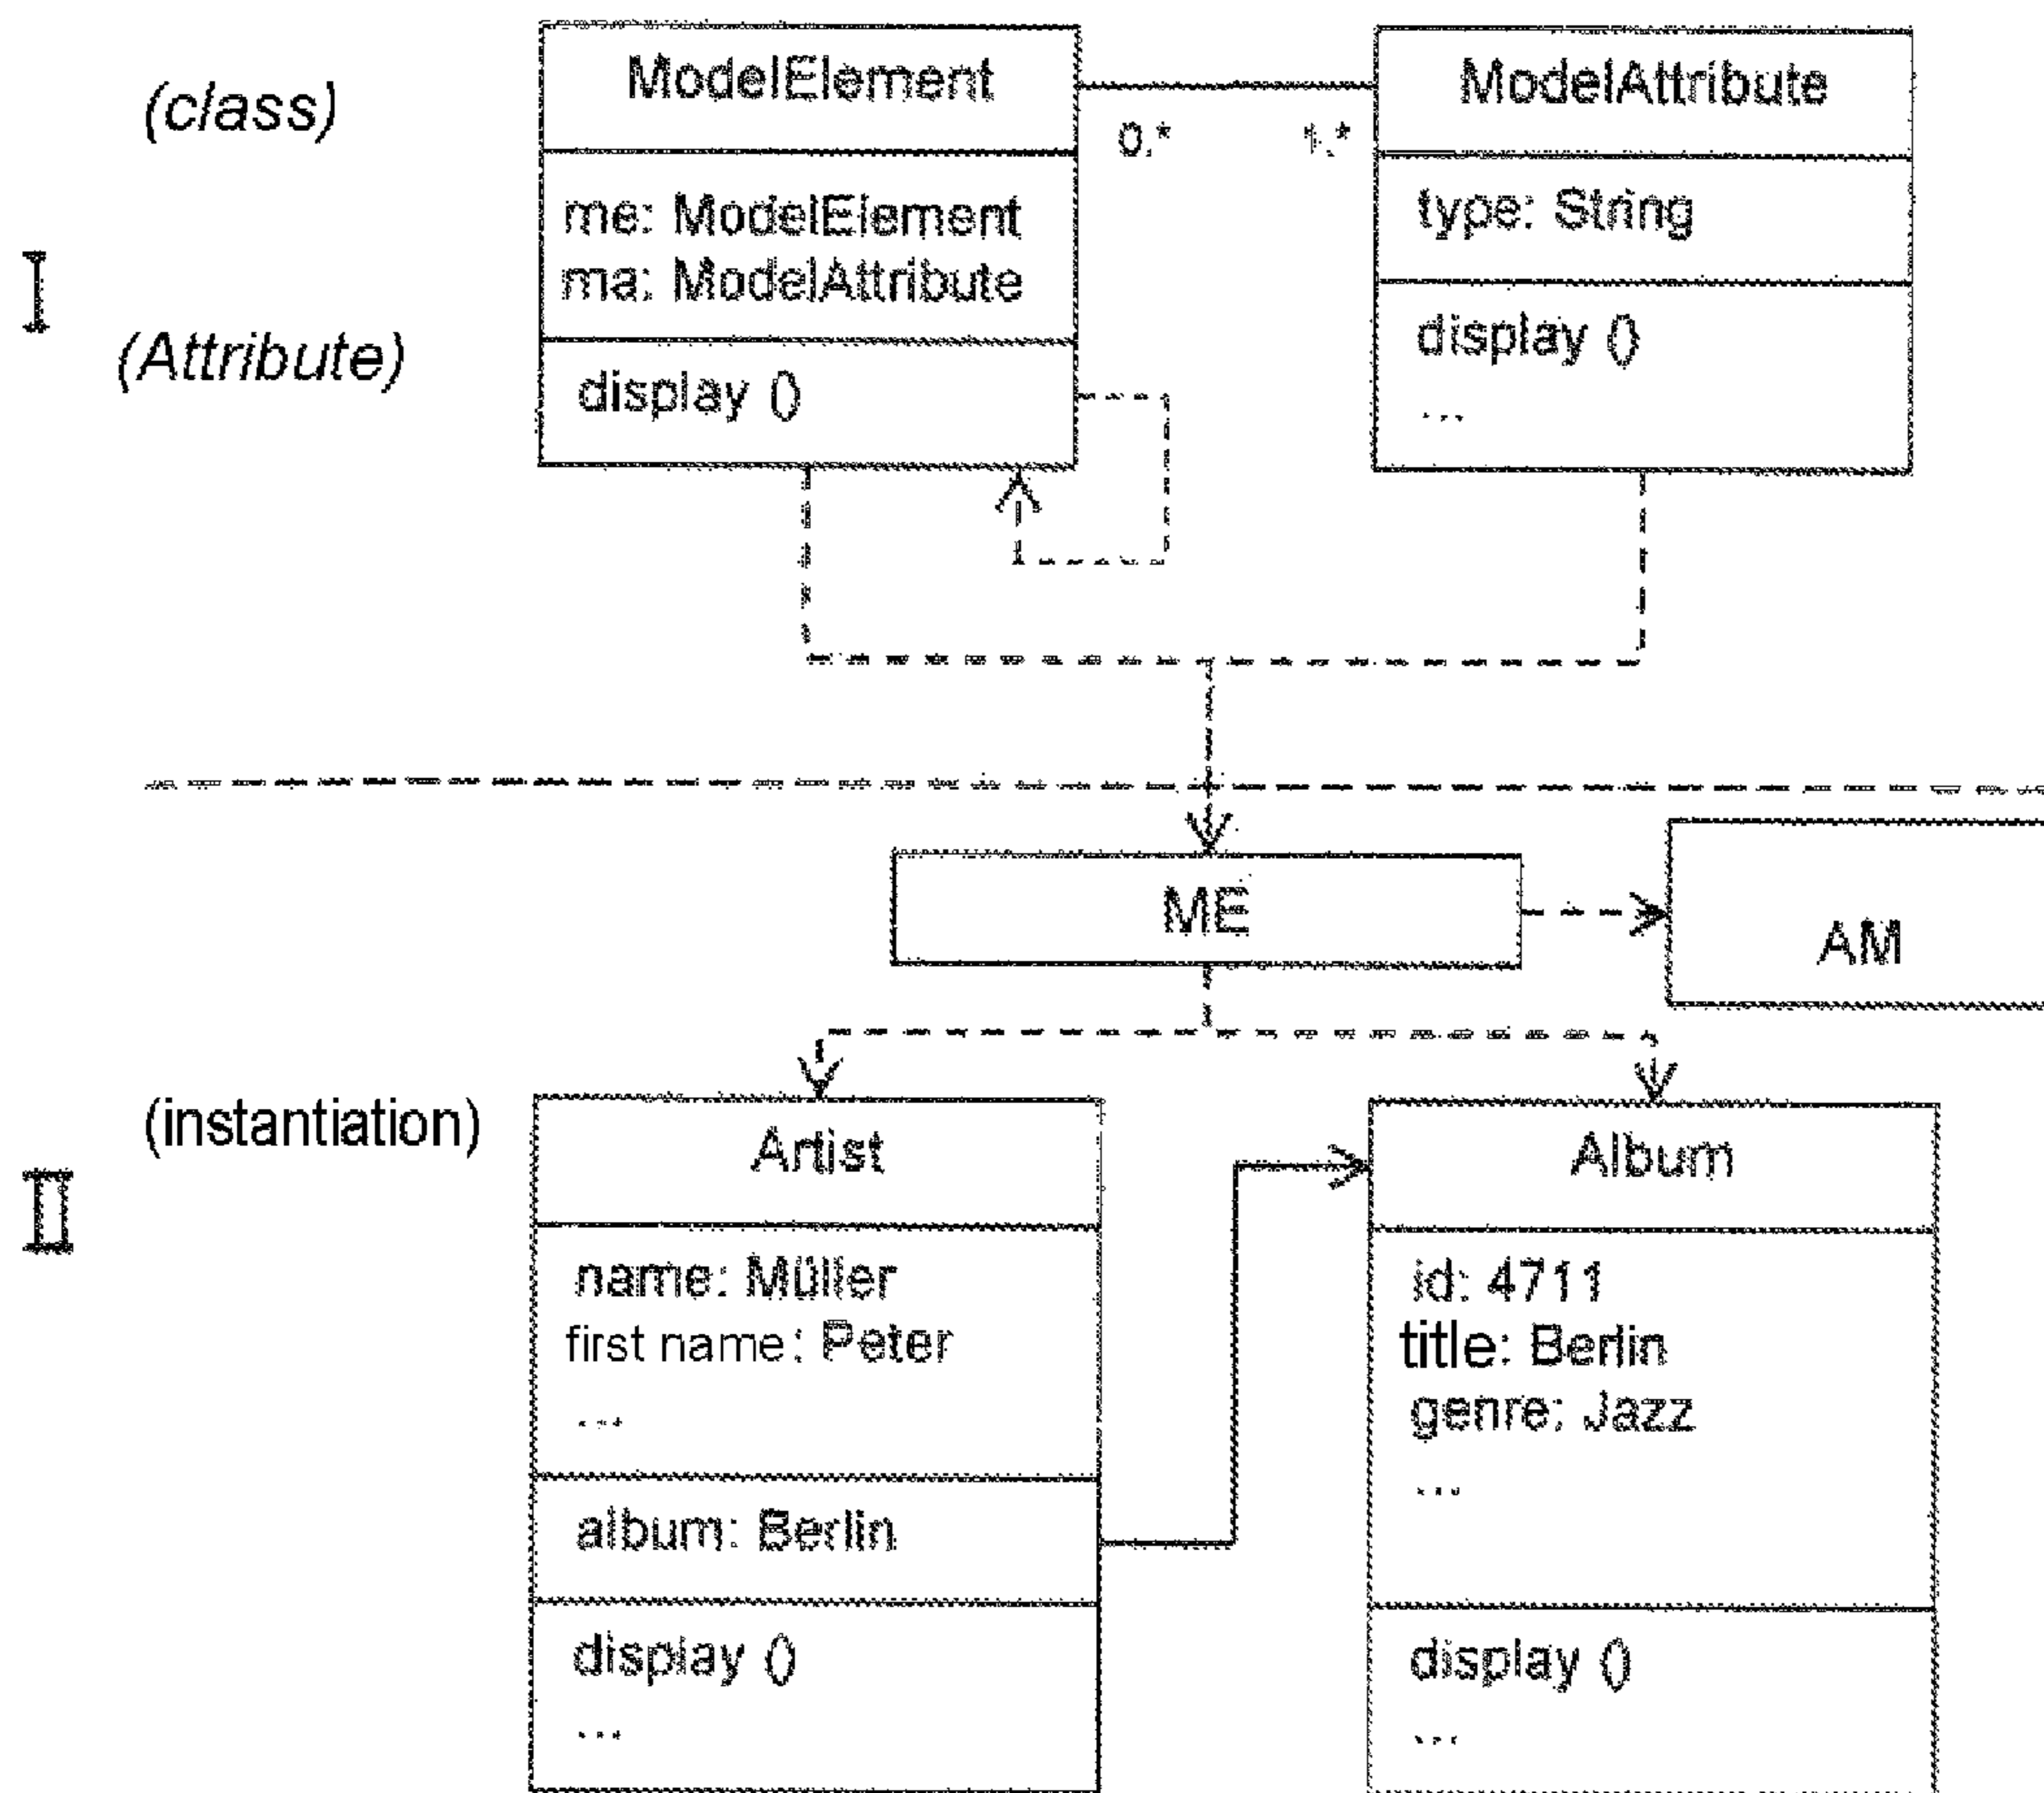 (class)
ModelElement
ModelAttribute
0.*
1.*
me: ModelElement
ma: ModelAttribute
type: String
I
(Attribute)
display ()
display ()
...
ME
AM
(instantiation)
II
Artist
Album
name: Müller
first name: Peter
...
id: 4711
title: Berlin
genre: Jazz
...
album: Berlin
display ()
...
display ()
...